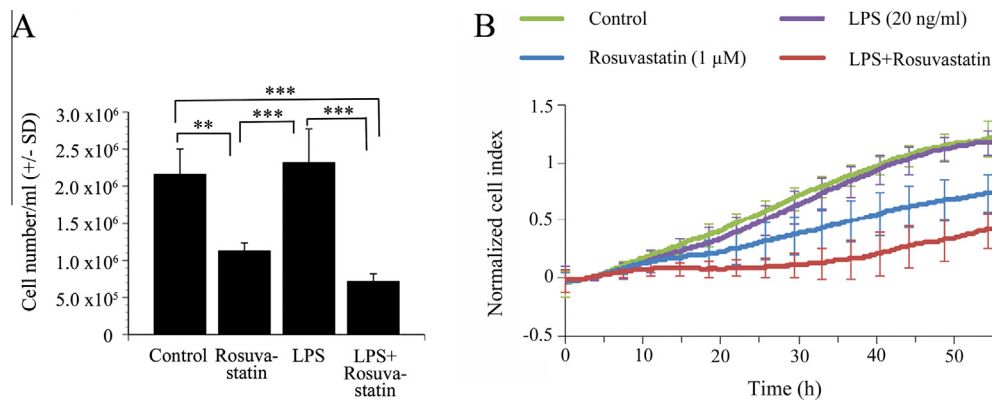 A
Cell number/ml (+/- SD)
3.0 x10⁶
2.5 x10⁶
2.0 x10⁶
1.5 x10⁶
1.0 x10⁶
5.0 x10⁵
0
***
**
***
***
Control
Rosuva-
statin
LPS
LPS+
Rosuva-
statin
B
Control
LPS (20 ng/ml)
Rosuvastatin (1 µM)
LPS+Rosuvastatin
Normalized cell index
1.5
1
0.5
0
-0.5
0 10 20 30 40 50
Time (h)